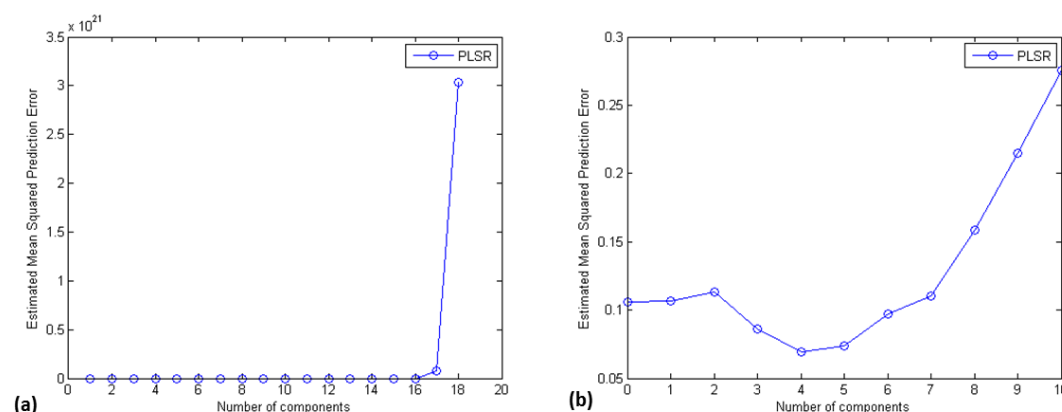 x 10^21
3.5
3
2.5
2
1.5
1
0.5
0
0 2 4 6 8 10 12 14 16 18 20
Estimated Mean Squared Prediction Error
Number of components
PLSR
(a)
0.3
0.25
0.2
0.15
0.1
0.05
0 1 2 3 4 5 6 7 8 9 10
Estimated Mean Squared Prediction Error
Number of components
PLSR
(b)